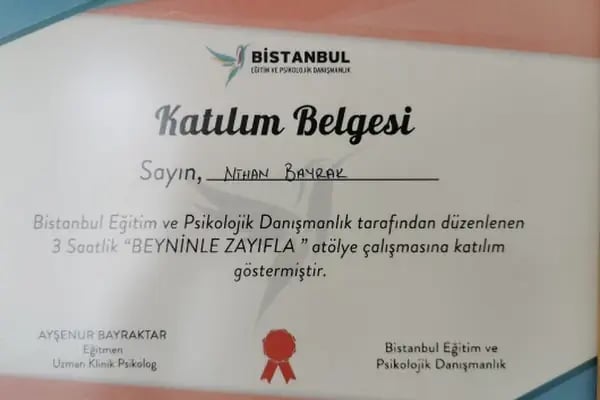 BİSTANBUL
EĞİTİM VE PSİKOLOJİK DANIŞMANLIK
Katılım Belgesi
Sayın, NİHAN BAYRAK
Bistanbul Eğitim ve Psikolojik Danışmanlık tarafından düzenlenen
3 Saatlik "BEYNİNLE ZAYIFLA " atölye çalışmasına katılım
göstermiştir.
AYŞENUR BAYRAKTAR
Eğitmen
Uzman Klinik Psikolog
Bistanbul Eğitim ve
Psikolojik Danışmanlık